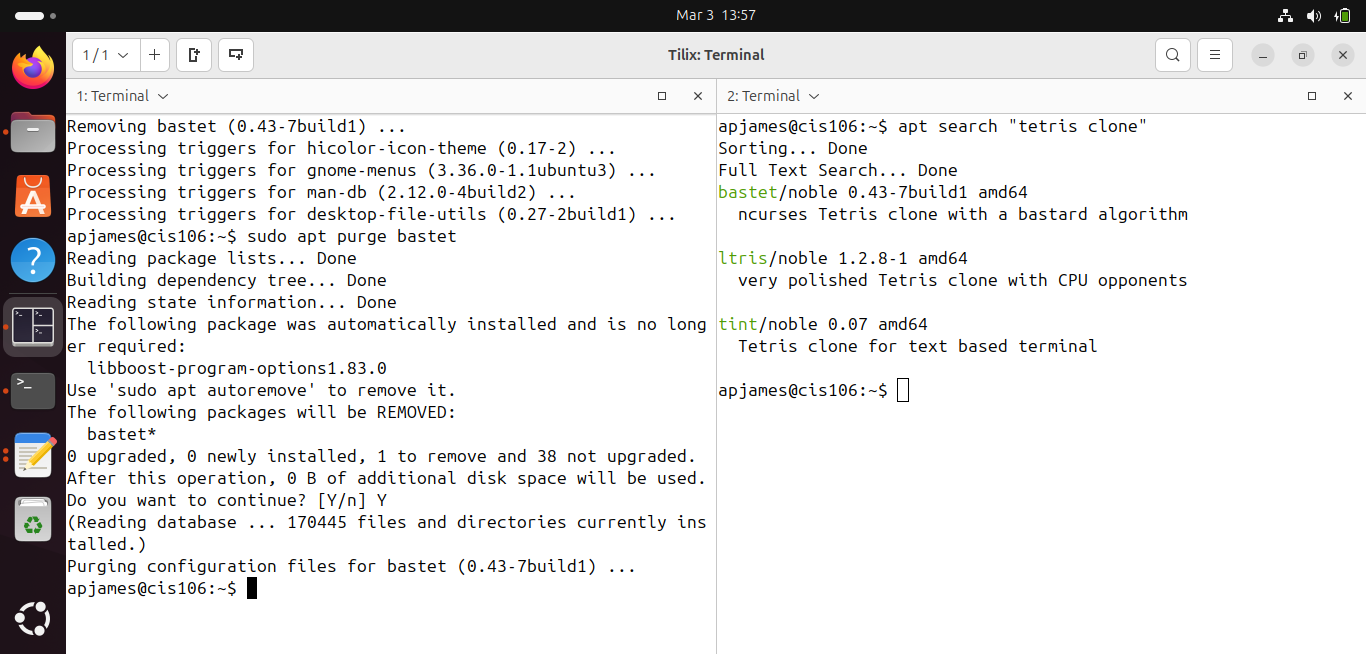 Mar 3 13:57
1 / 1
Tilix: Terminal
1: Terminal
Removing bastet (0.43-7build1) ...
Processing triggers for hicolor-icon-theme (0.17-2) ...
Processing triggers for gnome-menus (3.36.0-1.1ubuntu3) ...
Processing triggers for man-db (2.12.0-4build2) ...
Processing triggers for desktop-file-utils (0.27-2build1) ...
apjames@cis106:~$ sudo apt purge bastet
Reading package lists... Done
Building dependency tree... Done
Reading state information... Done
The following package was automatically installed and is no long
er required:
  libboost-program-options1.83.0
Use 'sudo apt autoremove' to remove it.
The following packages will be REMOVED:
  bastet*
0 upgraded, 0 newly installed, 1 to remove and 38 not upgraded.
After this operation, 0 B of additional disk space will be used.
Do you want to continue? [Y/n] Y
(Reading database ... 170445 files and directories currently ins
talled.)
Purging configuration files for bastet (0.43-7build1) ...
apjames@cis106:~$
2: Terminal
apjames@cis106:~$ apt search "tetris clone"
Sorting... Done
Full Text Search... Done
bastet/noble 0.43-7build1 amd64
  ncurses Tetris clone with a bastard algorithm
ltris/noble 1.2.8-1 amd64
  very polished Tetris clone with CPU opponents
tint/noble 0.07 amd64
  Tetris clone for text based terminal
apjames@cis106:~$